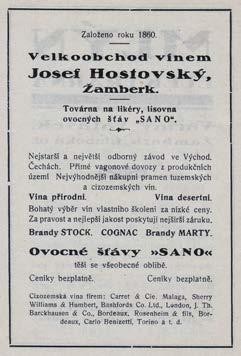 Založeno roku 1860.
Velkoobchod vínem
Josef Hostovský,
Žamberk.
Továrna na likéry, lisovna
ovocných šťáv „SANO“.
Nejstarší a největší odborný závod ve Východ.
Čechách. Přímé vagonové dovozy z produkčních
území Nejvýhodnější nákupní pramen tuzemských
a cizozemských vín.
Vína přírodní. Vína desertní.
Bohatý výběr vín vlastního školení za nízké ceny.
Za pravost a nejlepší jakost poskytuji nejširší záruku.
Brandy STOCK, COGNAC Brandy MARTY.
Ovocné šťávy »SANO«
těší se všeobecné oblibě.
Ceníky bezplatně. Ceníky bezplatně.
Cizozemská vína firem: Carret & Cie. Malaga, Sherry
Williams & Humbert, Bashfords Co. Ltd., London, J. Th.
Barckhausen & Co., Bordeaux, Rosenheim & fils, Bor-
deaux, Carlo Benizetti, Torino a t. d.